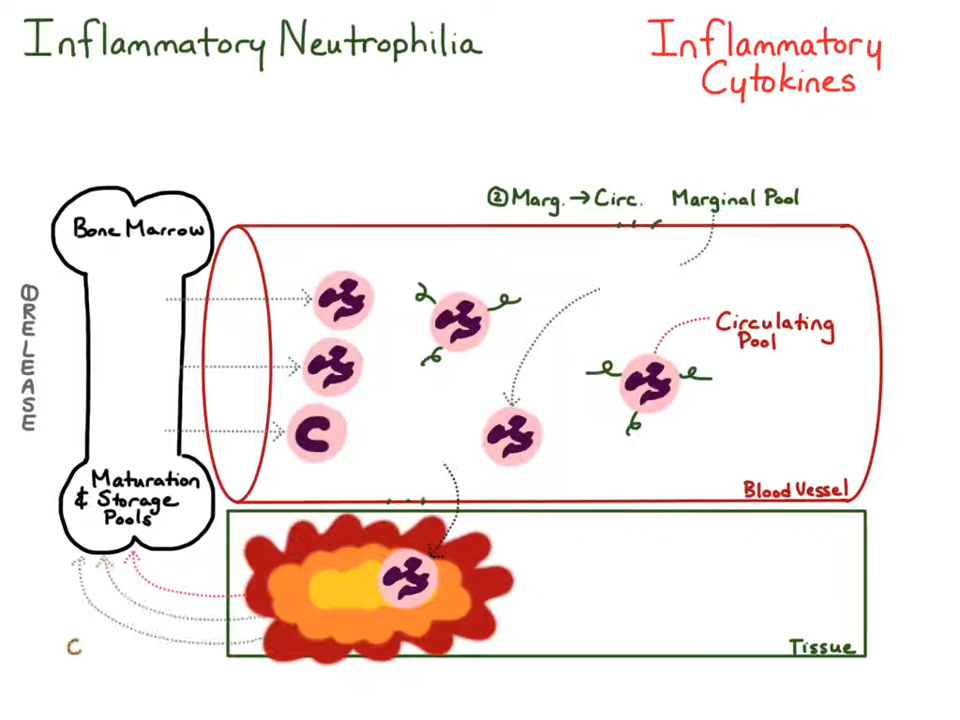 Inflammatory Neutrophilia
Inflammatory
Cytokines
②Marg. → Circ.
Marginal Pool
Bone Marrow
①RELEASE
Circulating
Pool
Maturation
& Storage
Pools
Blood Vessel
Tissue
C